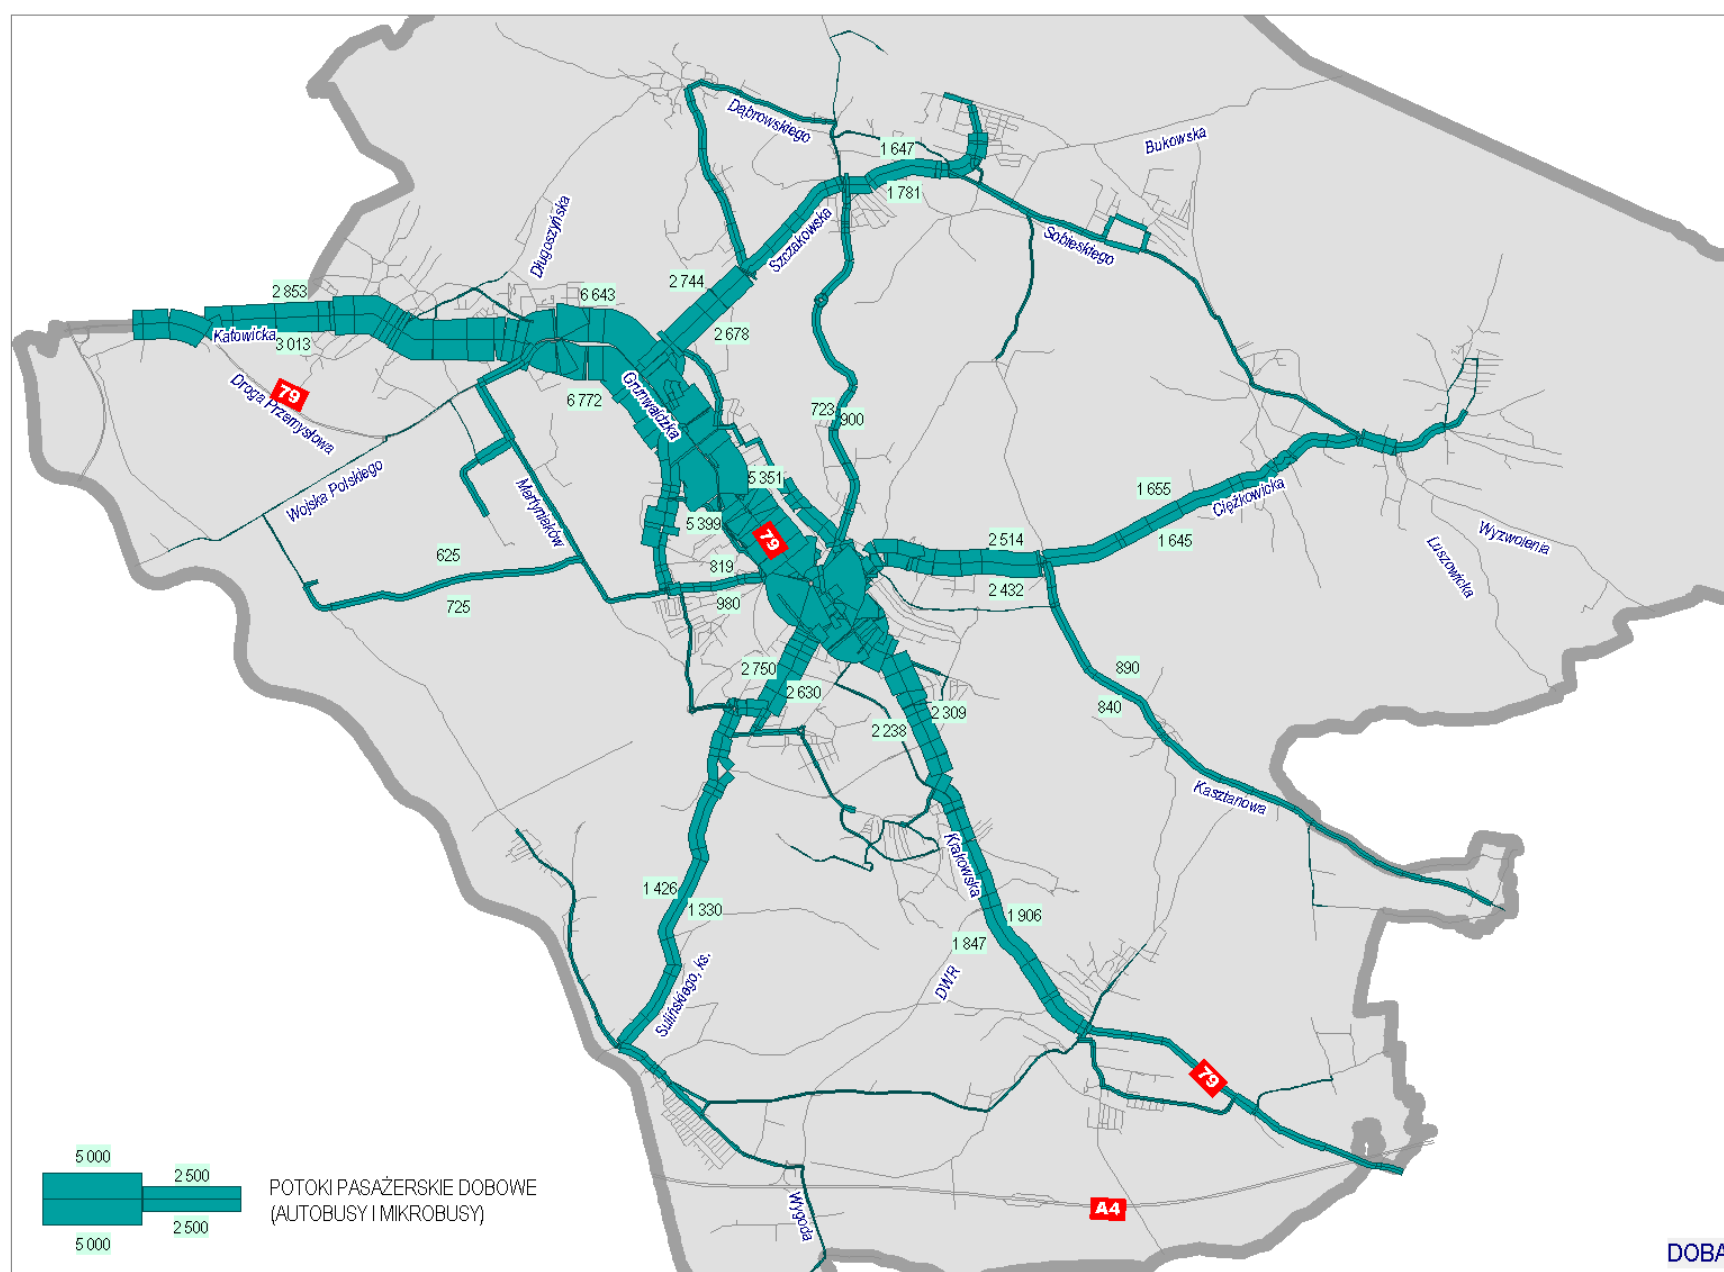 Dąbrowskiego
1 647
Bukowska
1 781
Długoszyńska
Szczakowska
Sobieskiego
2 853
6 643
2 744
Katowicka
3 013
2 678
79
Droga Przemysłowa
6 772
Grunwaldzka
723
900
Wojska Polskiego
Martyniaków
5 351
1 655
Ciężkowicka
5 399
79
1 645
Wyzwolenia
Luszowicka
625
819
2 514
725
980
2 432
2 750
2 630
890
840
2 309
2 238
Kasztanowa
Krakowska
1 426
1 330
1 906
1 847
Sulińskiego, ks.
DWR
79
Wygoda
A4
5 000
2 500
POTOKI PASAŻERSKIE DOBOWE
(AUTOBUSY I MIKROBUSY)
2 500
5 000
DOBA